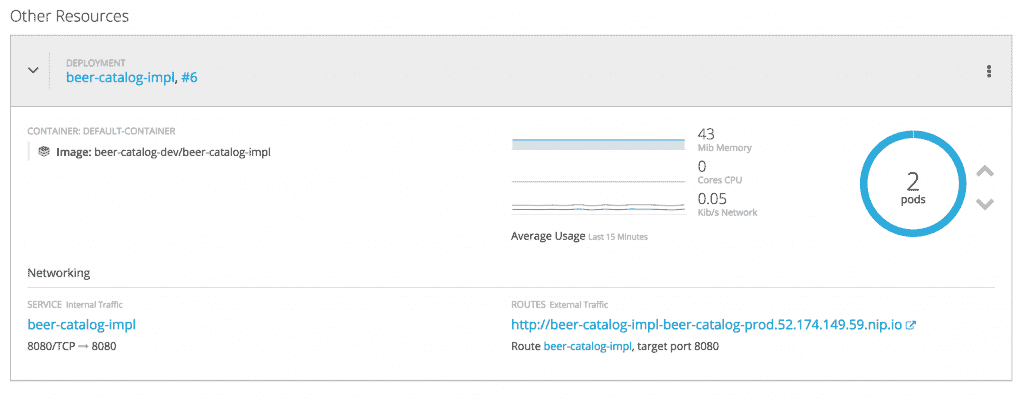 Other Resources
DEPLOYMENT
beer-catalog-impl, #6
CONTAINER: DEFAULT-CONTAINER
Image: beer-catalog-dev/beer-catalog-impl
43
Mib Memory
0
Cores CPU
0.05
Kib/s Network
Average Usage Last 15 Minutes
2
pods
Networking
SERVICE Internal Traffic
beer-catalog-impl
8080/TCP → 8080
ROUTES External Traffic
http://beer-catalog-impl-beer-catalog-prod.52.174.149.59.nip.io
Route beer-catalog-impl, target port 8080